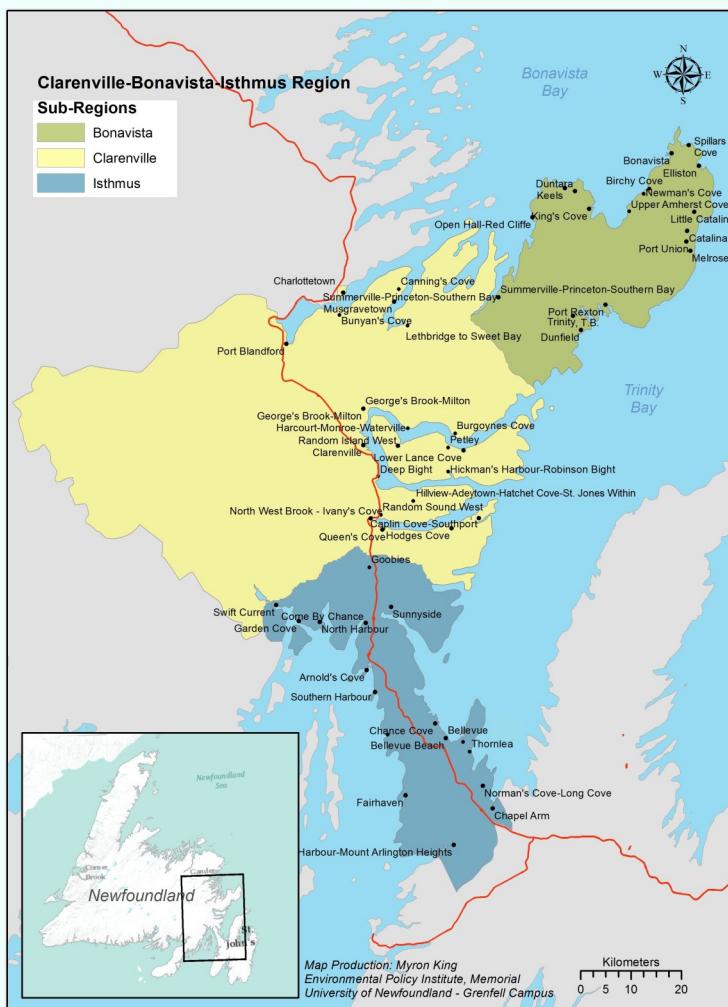 Clarenville-Bonavista-Isthmus Region
Sub-Regions
Bonavista
Clarenville
Isthmus
Bonavista
Bay
N
W E
S
Spillars
Cove
Bonavista
Elliston
Birchy Cove
Newman's Cove
Duntara
Keels
Upper Amherst Cove
King's Cove
Little Catalina
Open Hall-Red Cliffe
Catalina
Port Union
Melrose
Charlottetown
Canning's Cove
Summerville-Princeton-Southern Bay
Summerville-Princeton-Southern Bay
Musgravetown
Bunyan's Cove
Port Rexton
Trinity, T.B.
Lethbridge to Sweet Bay
Dunfield
Port Blandford
Trinity
Bay
George's Brook-Milton
George's Brook-Milton
Harcourt-Monroe-Waterville
Burgoynes Cove
Random Island West
Petley
Clarenville
Lower Lance Cove
Deep Bight
Hickman's Harbour-Robinson Bight
Hillview-Adeytown-Hatchet Cove-St. Jones Within
North West Brook - Ivany's Cove
Random Sound West
Caplin Cove-Southport
Queen's Cove
Hodges Cove
Goobies
Swift Current
Come By Chance
Sunnyside
Garden Cove
North Harbour
Arnold's Cove
Southern Harbour
Chance Cove
Bellevue
Bellevue Beach
Thornlea
Fairhaven
Norman's Cove-Long Cove
Chapel Arm
Harbour-Mount Arlington Heights
Newfoundland
Sea
Corner
Brook
Gander
Newfoundland
St.
John's
Map Production: Myron King
Environmental Policy Institute, Memorial
University of Newfoundland - Grenfell Campus
Kilometers
0 5 10 20